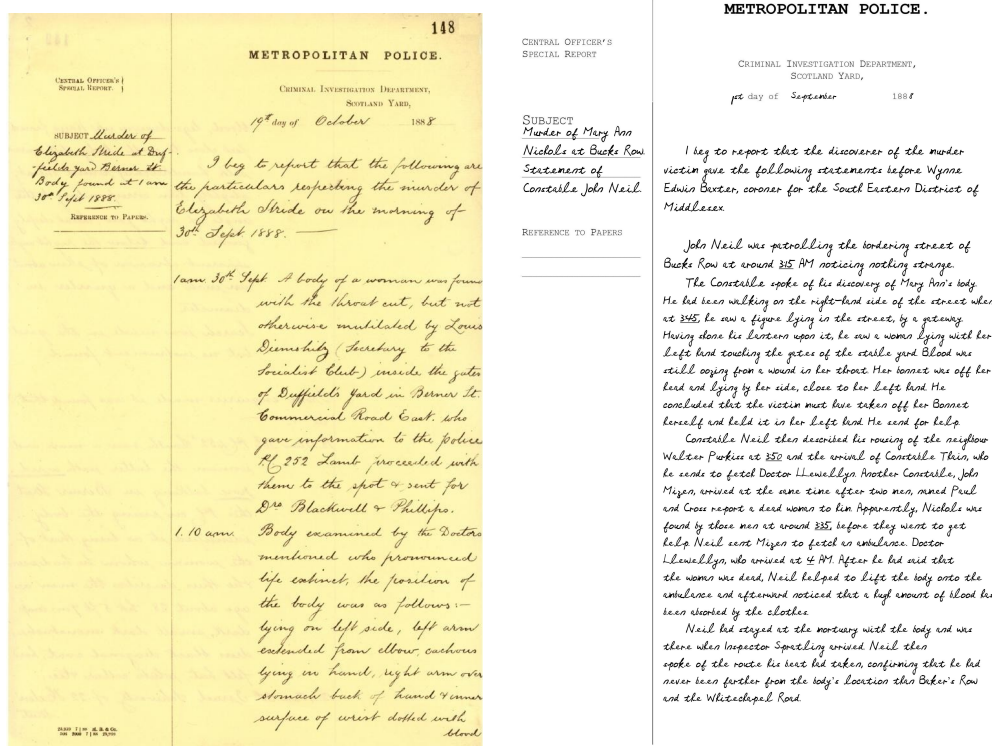 148
METROPOLITAN POLICE.
CENTRAL OFFICER'S
SPECIAL REPORT.
CRIMINAL INVESTIGATION DEPARTMENT,
SCOTLAND YARD,
19th day of October 1888
SUBJECT Murder of
Elizabeth Stride at Duf-
fields yard Berner St.
Body found at 1 am
30th Sept 1888.
REFERENCE TO PAPERS.
I beg to report that the following are
the particulars respecting the murder of
Elizabeth Stride on the morning of
30th Sept 1888.
1 am 30th Sept A body of a woman was found
with the throat cut, but not
otherwise mutilated by Louis
Diemshitz (Secretary to the
Socialist Club) inside the gates
of Duffield's Yard in Berner St.
Commercial Road East, who
gave information to the police
P.C 252 Lamb proceeded with
them to the spot & sent for
Drs Blackwell & Phillips.
1. 10 am. Body examined by the Doctors
mentioned who pronounced
life extinct, the position of
the body was as follows:—
lying on left side, left arm
extended from elbow, cachous
lying in hand, right arm over
stomach back of hand & inner
surface of wrist dotted with
blood
METROPOLITAN POLICE.
CENTRAL OFFICER'S
SPECIAL REPORT
CRIMINAL INVESTIGATION DEPARTMENT,
SCOTLAND YARD,
1st day of September 1888
SUBJECT
Murder of Mary Ann
Nichols at Bucks Row.
Statement of
Constable John Neil
REFERENCE TO PAPERS
I beg to report that the discoverer of the murder
victim gave the following statements before Wynne
Edwin Baxter, coroner for the South Eastern District of
Middlesex.
John Neil was patrolling the bordering street of
Bucks Row at around 315 AM noticing nothing strange.
The Constable spoke of his discovery of Mary Ann's body.
He had been walking on the right-hand side of the street when
at 345, he saw a figure lying in the street, by a gateway.
Having shone his lantern upon it, he saw a woman lying with her
left hand touching the gates of the stable yard. Blood was
still oozing from a wound in her throat. Her bonnet was off her
head and lying by her side, close to her left hand. He
concluded that the victim must have taken off her Bonnet
herself and held it in her left hand. He send for help.
Constable Neil then described his rousing of the neighbour
Walter Purkiss at 350 and the arrival of Constable Thain, who
he sends to fetch Doctor LLewellyn. Another Constable, John
Mizen, arrived at the same time after two men, named Paul
and Cross report a dead woman to him. Apparently, Nichols was
found by those men at around 335, before they went to get
help. Neil sent Mizen to fetch an ambulance. Doctor
LLewellyn, who arrived at 4 AM. After he had said that
the woman was dead, Neil helped to lift the body onto the
ambulance and afterward noticed that a high amount of blood has
been absorbed by the clothes.
Neil had stayed at the mortuary with the body and was
there when Inspector Spratling arrived. Neil then
spoke of the route his beat had taken, confirming that he had
never been farther from the body's location than Baker's Row
and the Whitechapel Road.